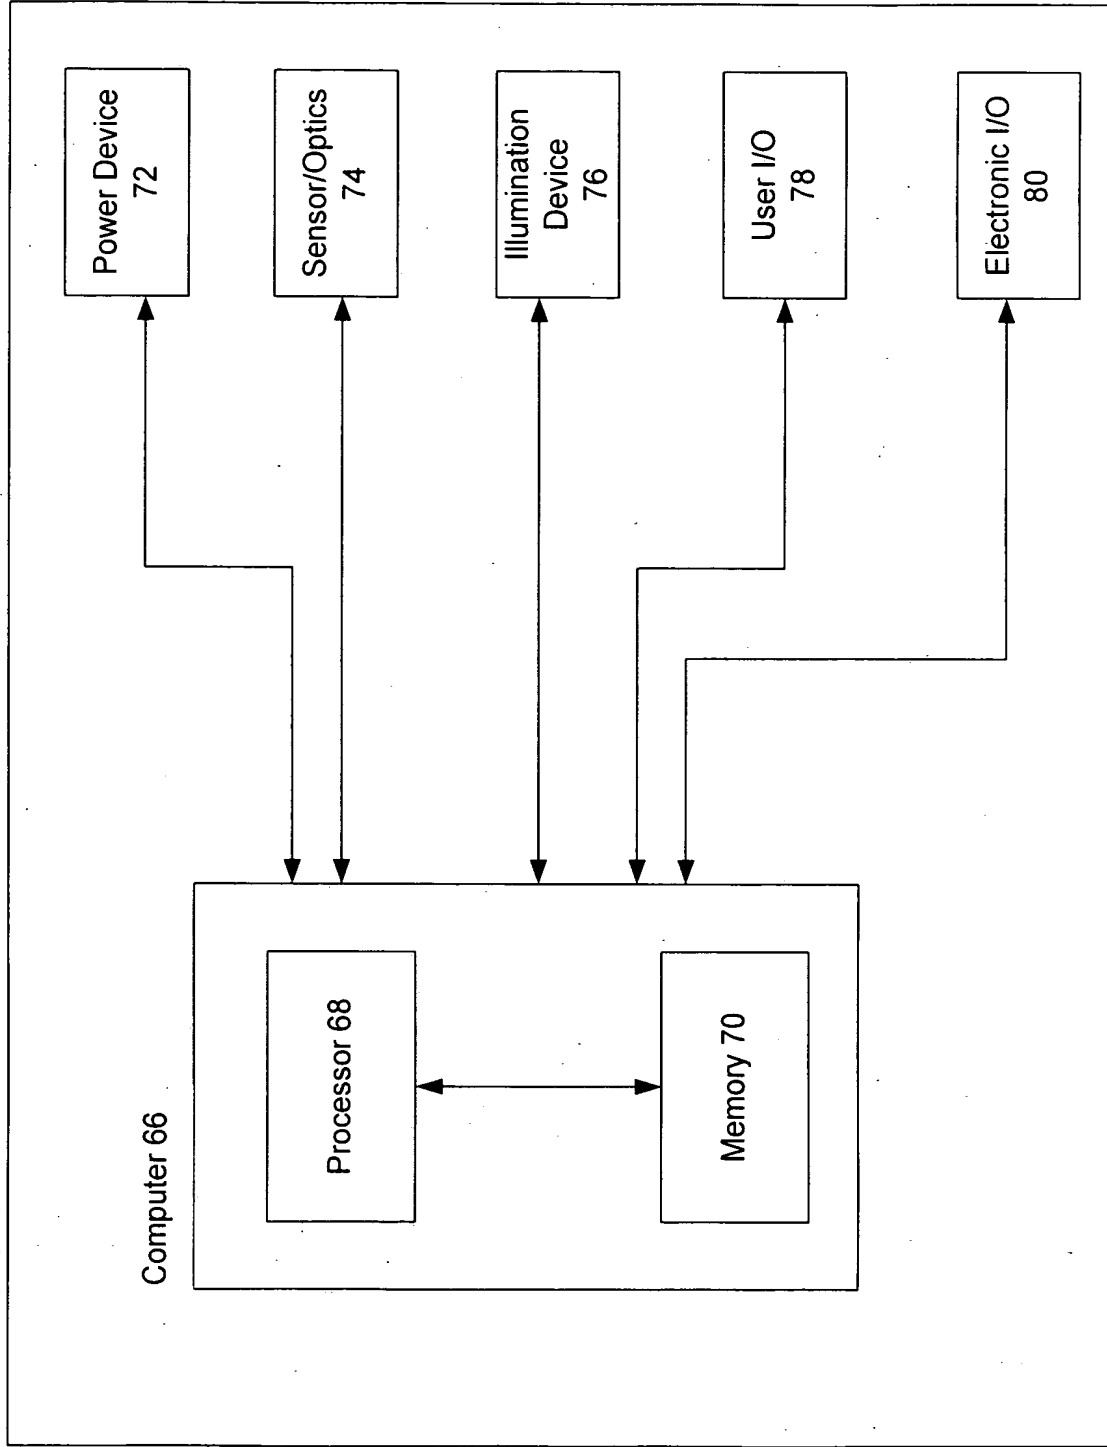 Computer 66
Processor 68
Memory 70
Power Device
72
Sensor/Optics
74
Illumination
Device
76
User I/O
78
Electronic I/O
80